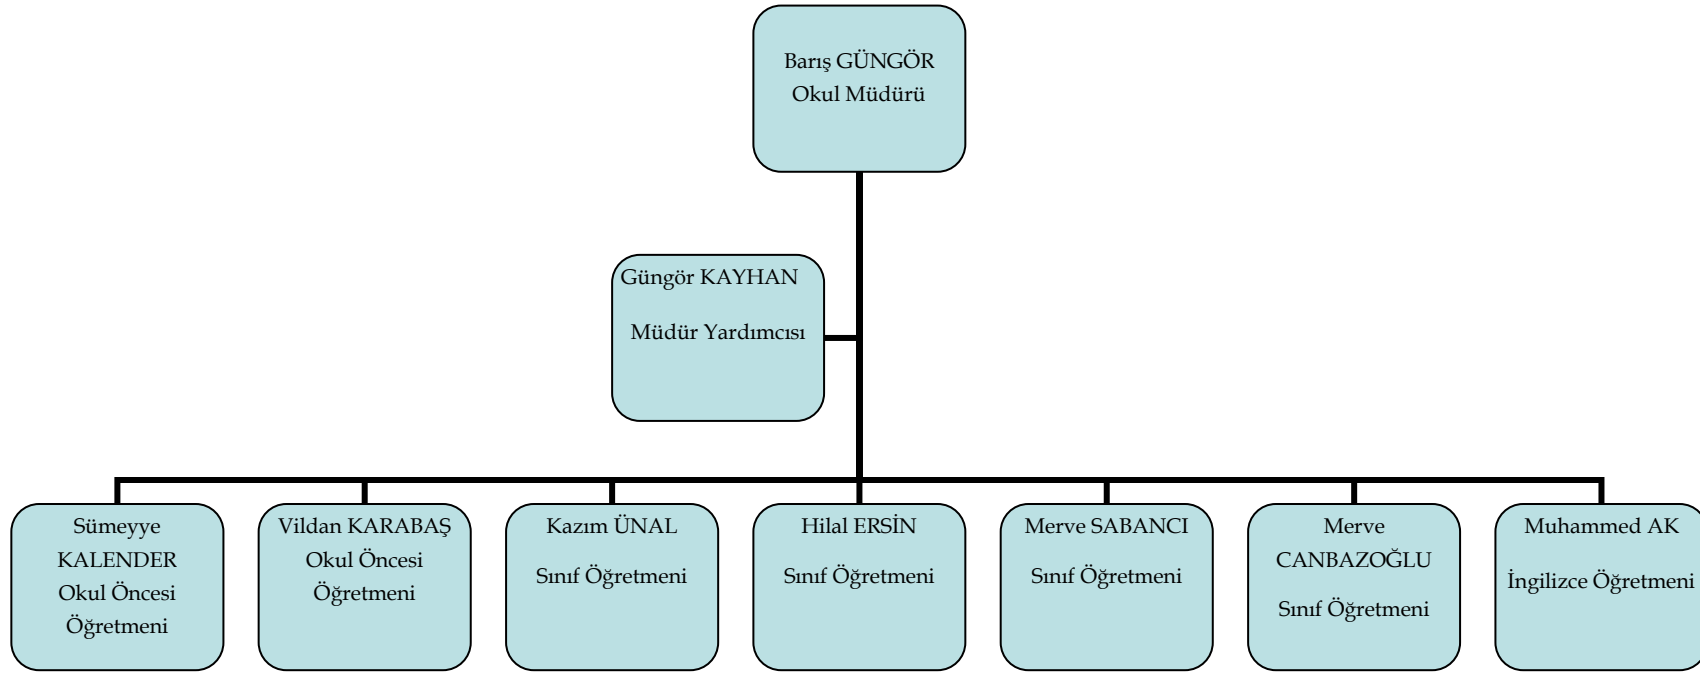 Barış GÜNGÖR
Okul Müdürü
Güngör KAYHAN
Müdür Yardımcısı
Sümeyye
KALENDER
Okul Öncesi
Öğretmeni
Vildan KARABAŞ
Okul Öncesi
Öğretmeni
Kazım ÜNAL
Sınıf Öğretmeni
Hilal ERSİN
Sınıf Öğretmeni
Merve SABANCI
Sınıf Öğretmeni
Merve
CANBAZOĞLU
Sınıf Öğretmeni
Muhammed AK
İngilizce Öğretmeni